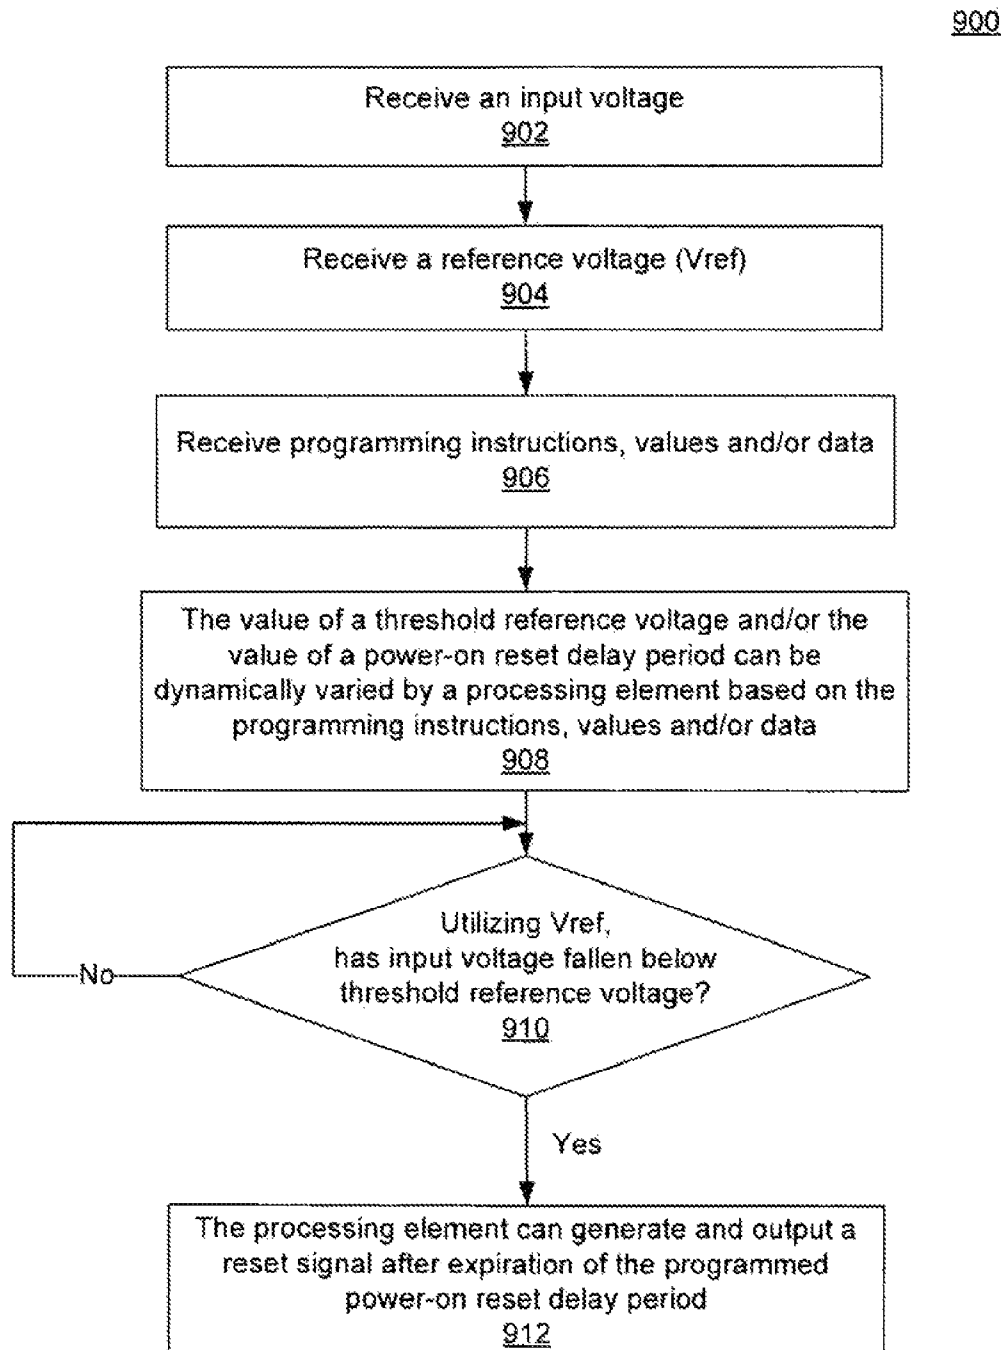 900
Receive an input voltage
902
Receive a reference voltage (Vref)
904
Receive programming instructions, values and/or data
906
The value of a threshold reference voltage and/or the
value of a power-on reset delay period can be
dynamically varied by a processing element based on the
programming instructions, values and/or data
908
Utilizing Vref,
has input voltage fallen below
threshold reference voltage?
910
No
Yes
The processing element can generate and output a
reset signal after expiration of the programmed
power-on reset delay period
912